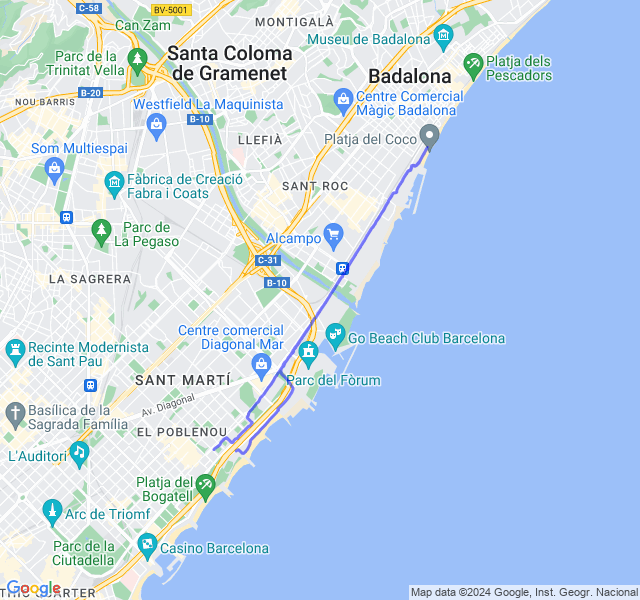 C-58
BV-5001
MONTIGALÀ
Can Zam
Museu de Badalona
Parc de la
Trinitat Vella
Santa Coloma
de Gramenet
Platja dels
Pescadors
Badalona
B-20
NOU BARRIS
Westfield La Maquinista
Centre Comercial
Màgic Badalona
B-10
LLEFIÀ
Platja del Coco
Som Multiespai
Fàbrica de Creació
Fabra i Coats
SANT ROC
Parc de
La Pegaso
Alcampo
C-31
LA SAGRERA
B-10
Centre comercial
Diagonal Mar
Go Beach Club Barcelona
Recinte Modernista
de Sant Pau
SANT MARTÍ
Parc del Fòrum
Av. Diagonal
Basílica de la
Sagrada Família
EL POBLENOU
L'Auditori
Platja del
Bogatell
Arc de Triomf
Parc de la
Ciutadella
Casino Barcelona
Google
THIC QUARTER
Map data ©2024 Google, Inst. Geogr. Nacional